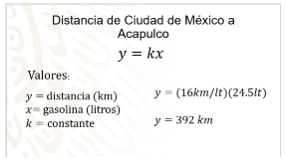 Distancia de Ciudad de México a
Acapulco
y = kx
Valores:
y = distancia (km)
x= gasolina (litros)
k = constante
y = (16km/lt)(24.5lt)
y = 392 km